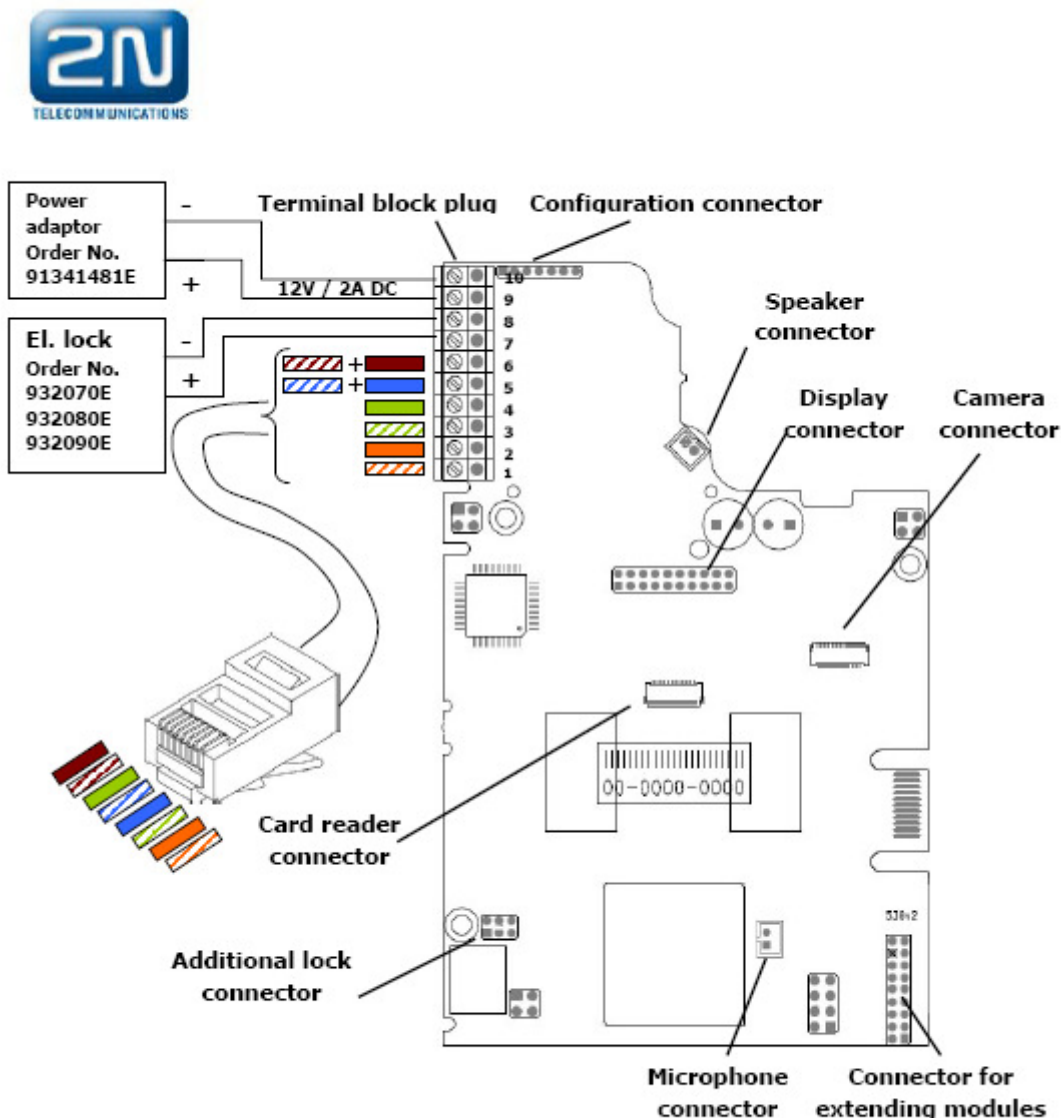 2N
TELECOMMUNICATIONS
Power
adaptor
Order No.
91341481E
-
+
12V / 2A DC
El. lock
Order No.
932070E
932080E
932090E
-
+
Terminal block plug
Configuration connector
10
9
8
7
6
5
4
3
2
1
+
+
Speaker
connector
Display
connector
Camera
connector
00-0000-0000
Card reader
connector
Additional lock
connector
Microphone
connector
Connector for
extending modules